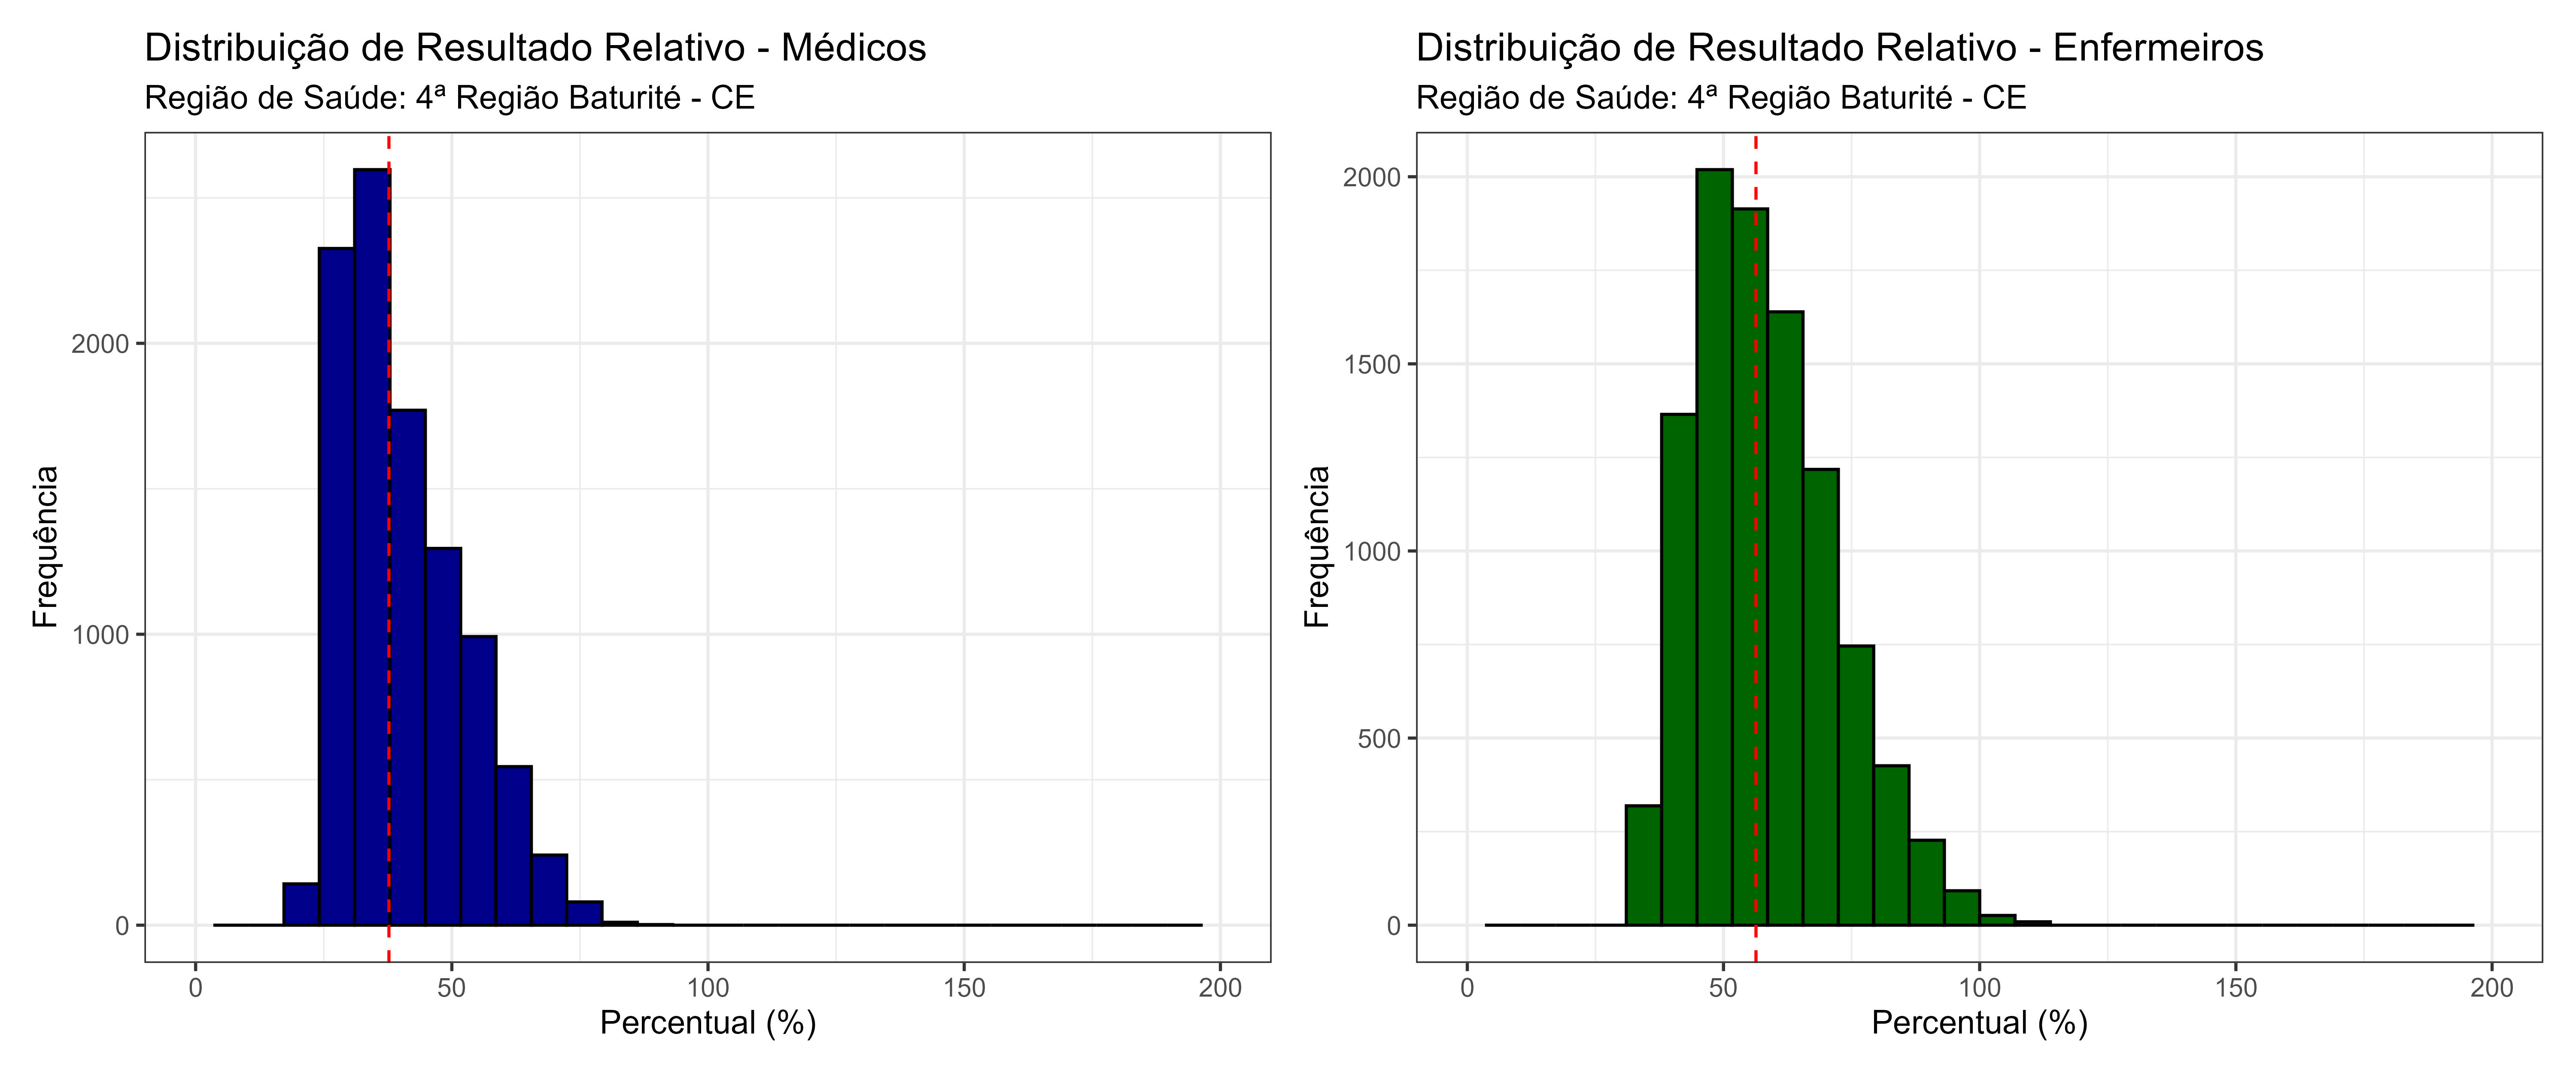 Distribuição de Resultado Relativo - Médicos
Região de Saúde: 4ª Região Baturité - CE
Frequência
2000
1000
0
0 50 100 150 200
Percentual (%)
Distribuição de Resultado Relativo - Enfermeiros
Região de Saúde: 4ª Região Baturité - CE
Frequência
2000
1500
1000
500
0
0 50 100 150 200
Percentual (%)